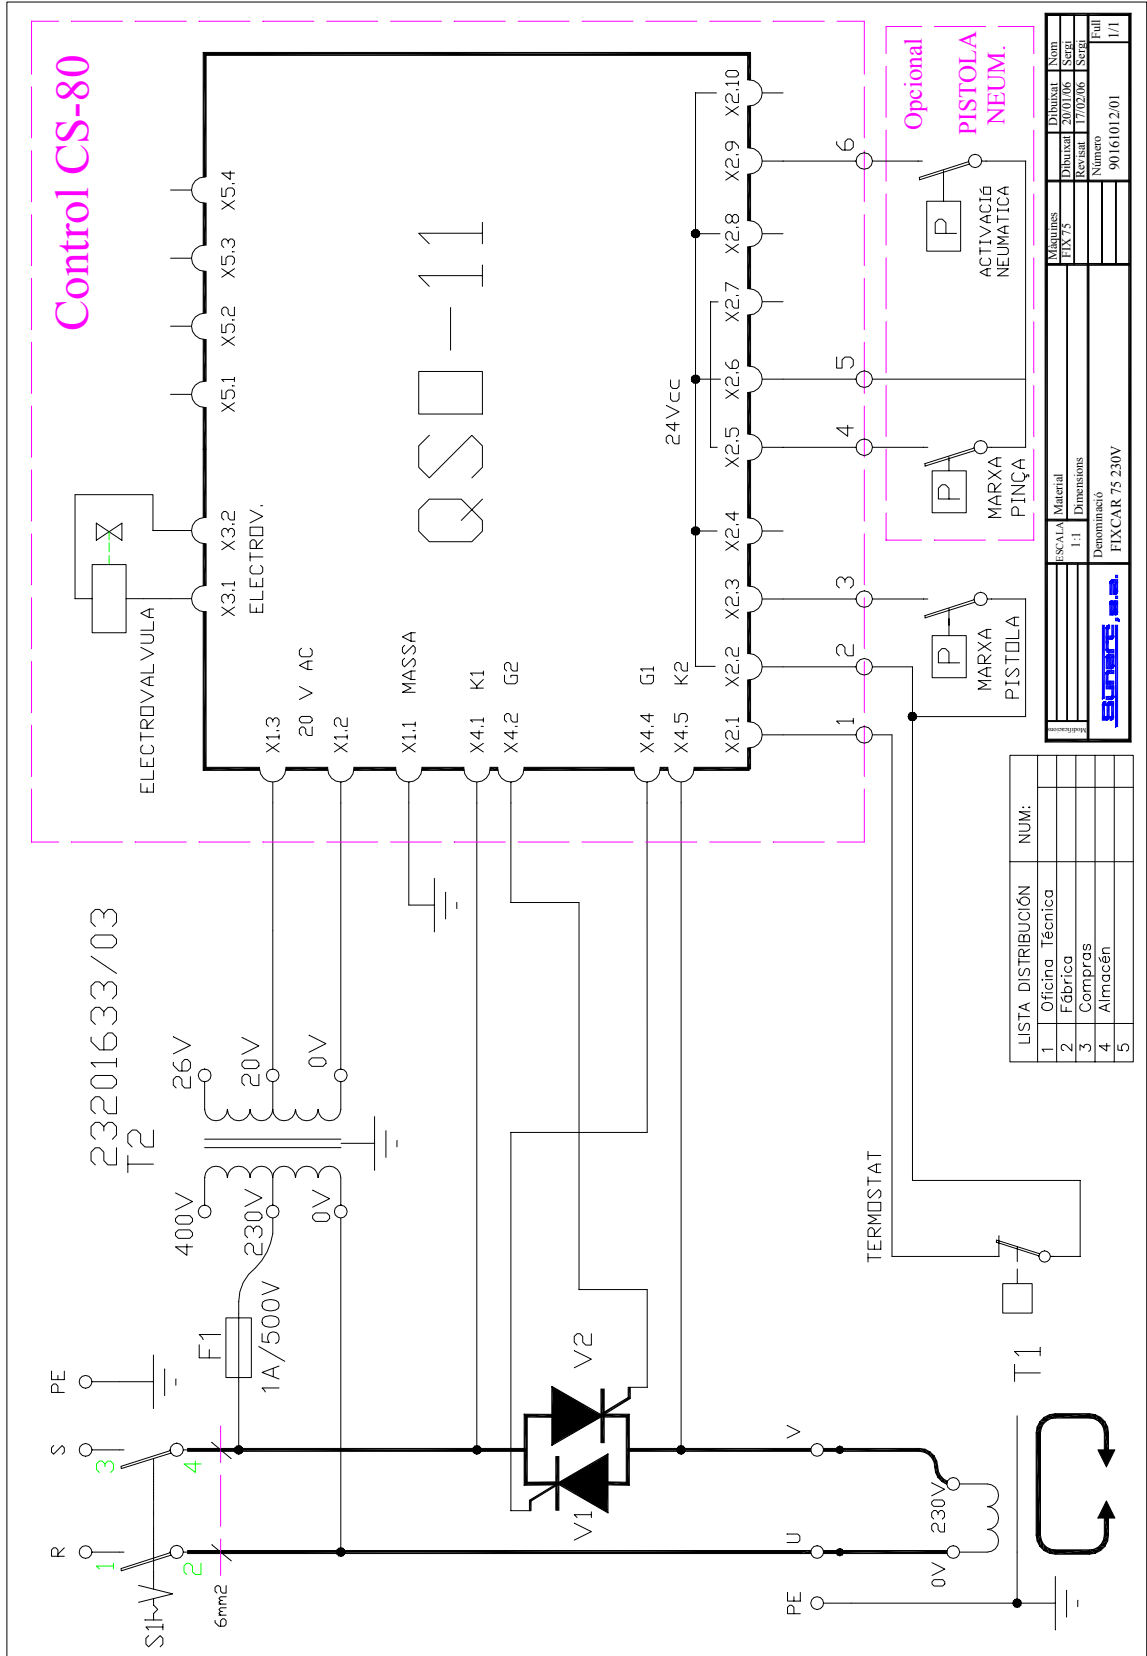 Control CS-80
ELECTROVALVULA
X3.1
X3.2
X5.1
X5.2
X5.3
X5.4
ELECTROV.
QSO-11
X1.3
20 V AC
X1.2
X1.1 MASSA
X4.1 K1
X4.2 G2
X4.4 G1
X4.5 K2
24Vcc
X2.1
X2.2
X2.3
X2.4
X2.5
X2.6
X2.7
X2.8
X2.9
X2.10
1
2
3
4
5
6
Opcional
PISTOLA
NEUM.
MARXA
PISTOLA
P
MARXA
PINÇA
P
ACTIVACIÓ
NEUMATICA
P
23201633/03
T2
400V
230V
0V
26V
20V
0V
R
S
PE
S1
1
2
3
4
6mm2
F1
1A/500V
V1
V2
U
V
PE
0V
230V
T1
TERMOSTAT
LISTA DISTRIBUCIÓN NUM:
1 Oficina Técnica
2 Fábrica
3 Compras
4 Almacén
5
Modificacions
ESCALA
1:1
Material
Dimensions
Màquines
FIX 75
Dibuixat Nom
Dibuixat 20/01/06 Sergi
Revisat 17/02/06 Sergi
Denominació
FIXCAR 75 230V
Número
90161012/01
Full
1/1